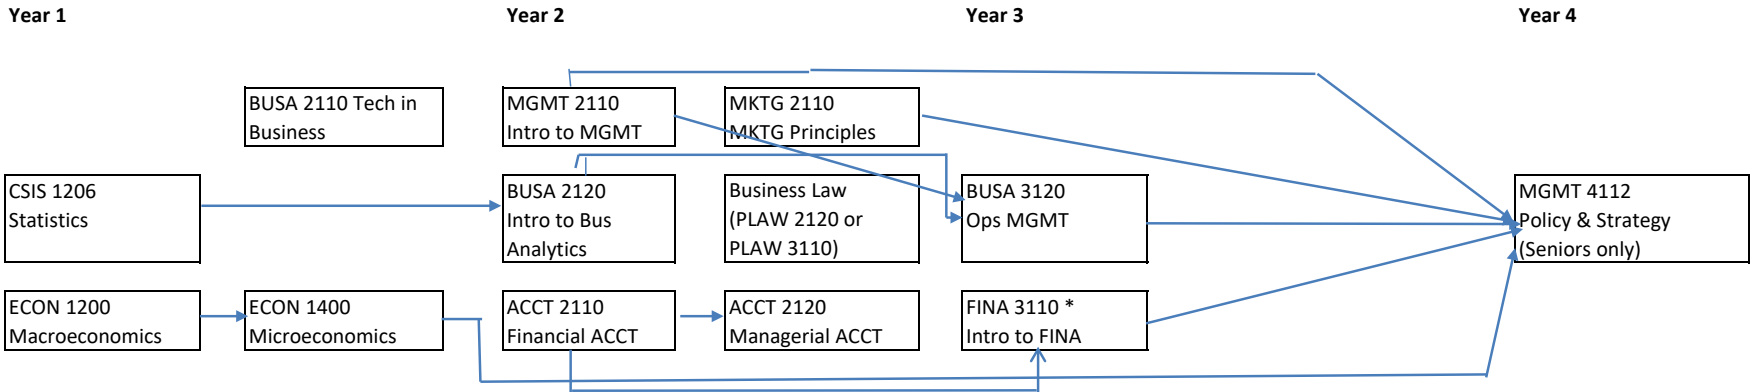 Year 1
Year 2
Year 3
Year 4
BUSA 2110 Tech in
Business
MGMT 2110
Intro to MGMT
MKTG 2110
MKTG Principles
CSIS 1206
Statistics
BUSA 2120
Intro to Bus
Analytics
Business Law
(PLAW 2120 or
PLAW 3110)
BUSA 3120
Ops MGMT
MGMT 4112
Policy & Strategy
(Seniors only)
ECON 1200
Macroeconomics
ECON 1400
Microeconomics
ACCT 2110
Financial ACCT
ACCT 2120
Managerial ACCT
FINA 3110 *
Intro to FINA